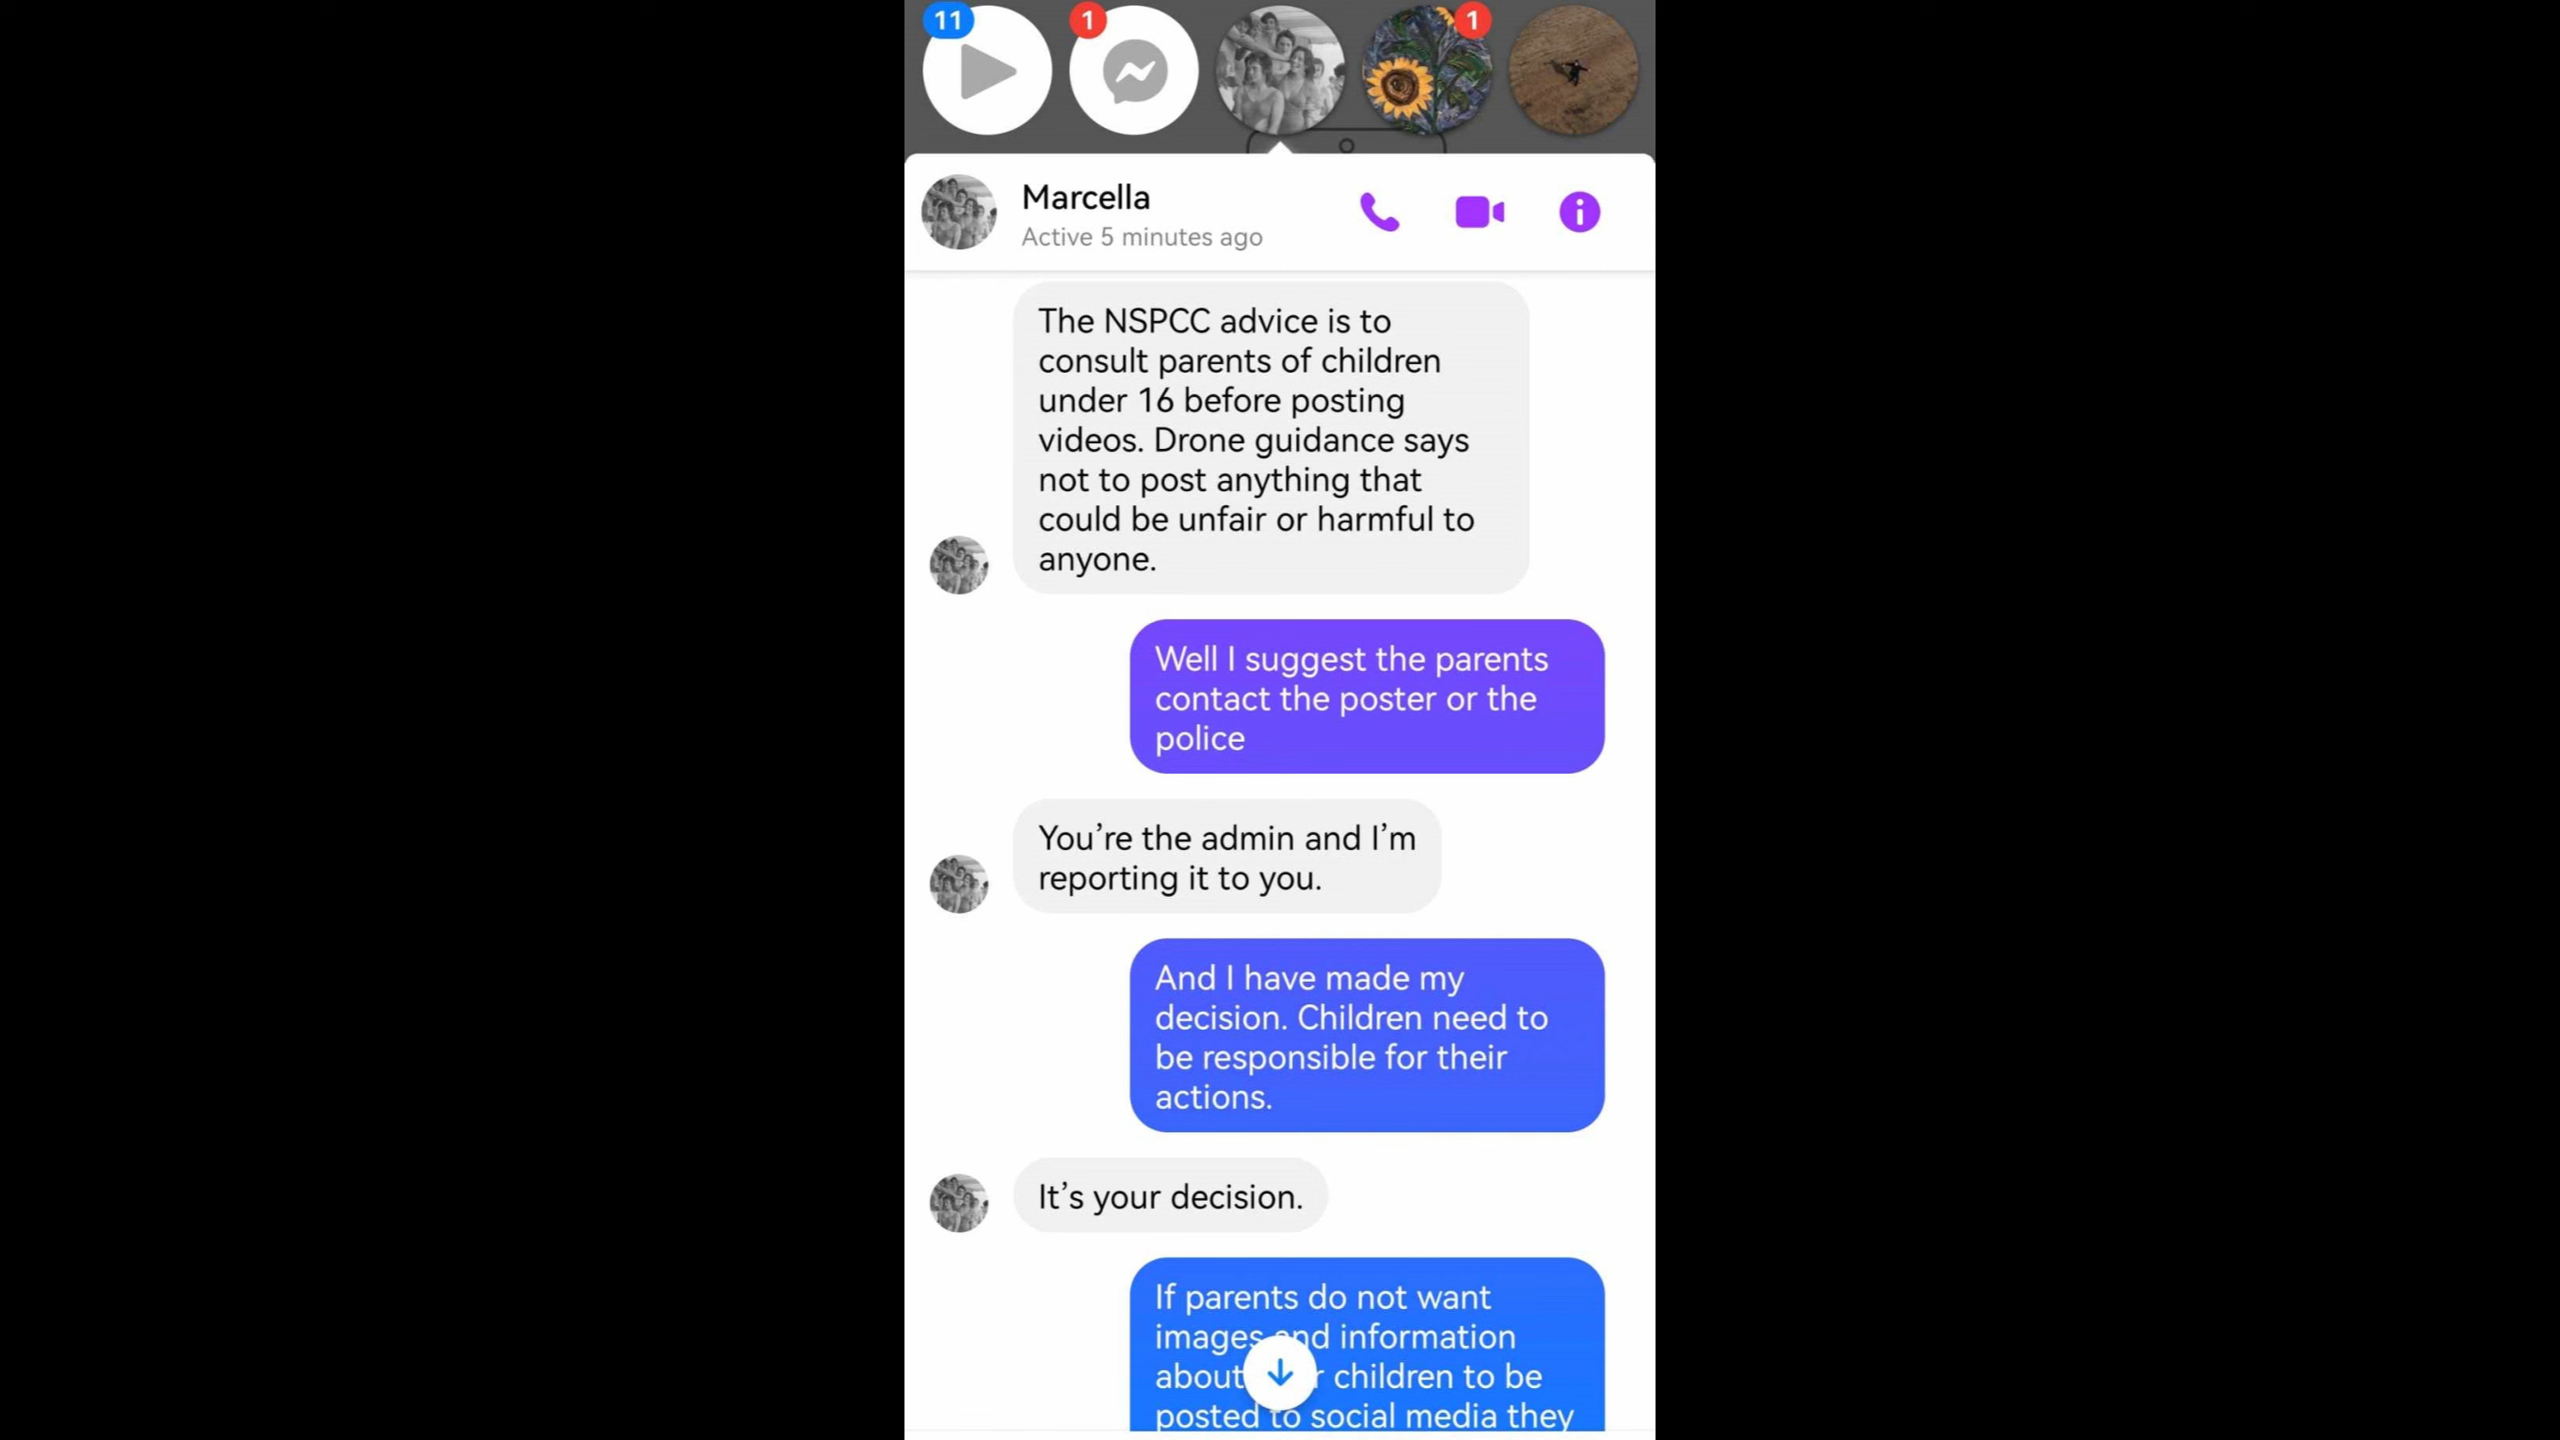 11
1
1
Marcella
Active 5 minutes ago
The NSPCC advice is to
consult parents of children
under 16 before posting
videos. Drone guidance says
not to post anything that
could be unfair or harmful to
anyone.
Well I suggest the parents
contact the poster or the
police
You’re the admin and I’m
reporting it to you.
And I have made my
decision. Children need to
be responsible for their
actions.
It’s your decision.
If parents do not want
images and information
about children to be
posted to social media they